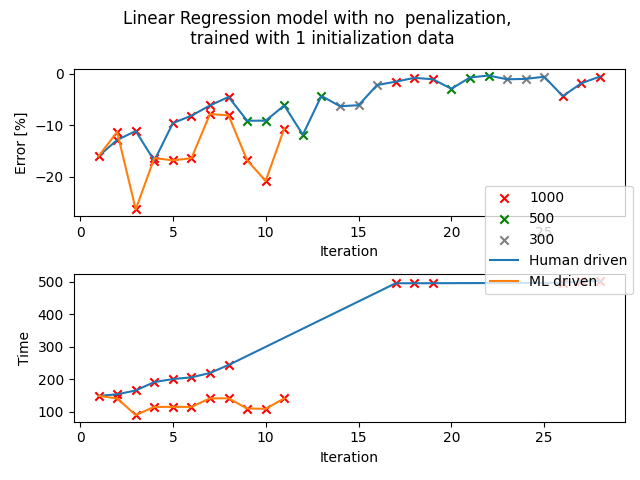 Linear Regression model with no  penalization,
trained with 1 initialization data
0
−10
−20
Error [%]
0 5 10 15 20 25
Iteration
1000
500
300
Human driven
ML driven
500
400
300
200
100
Time
0 5 10 15 20 25
Iteration